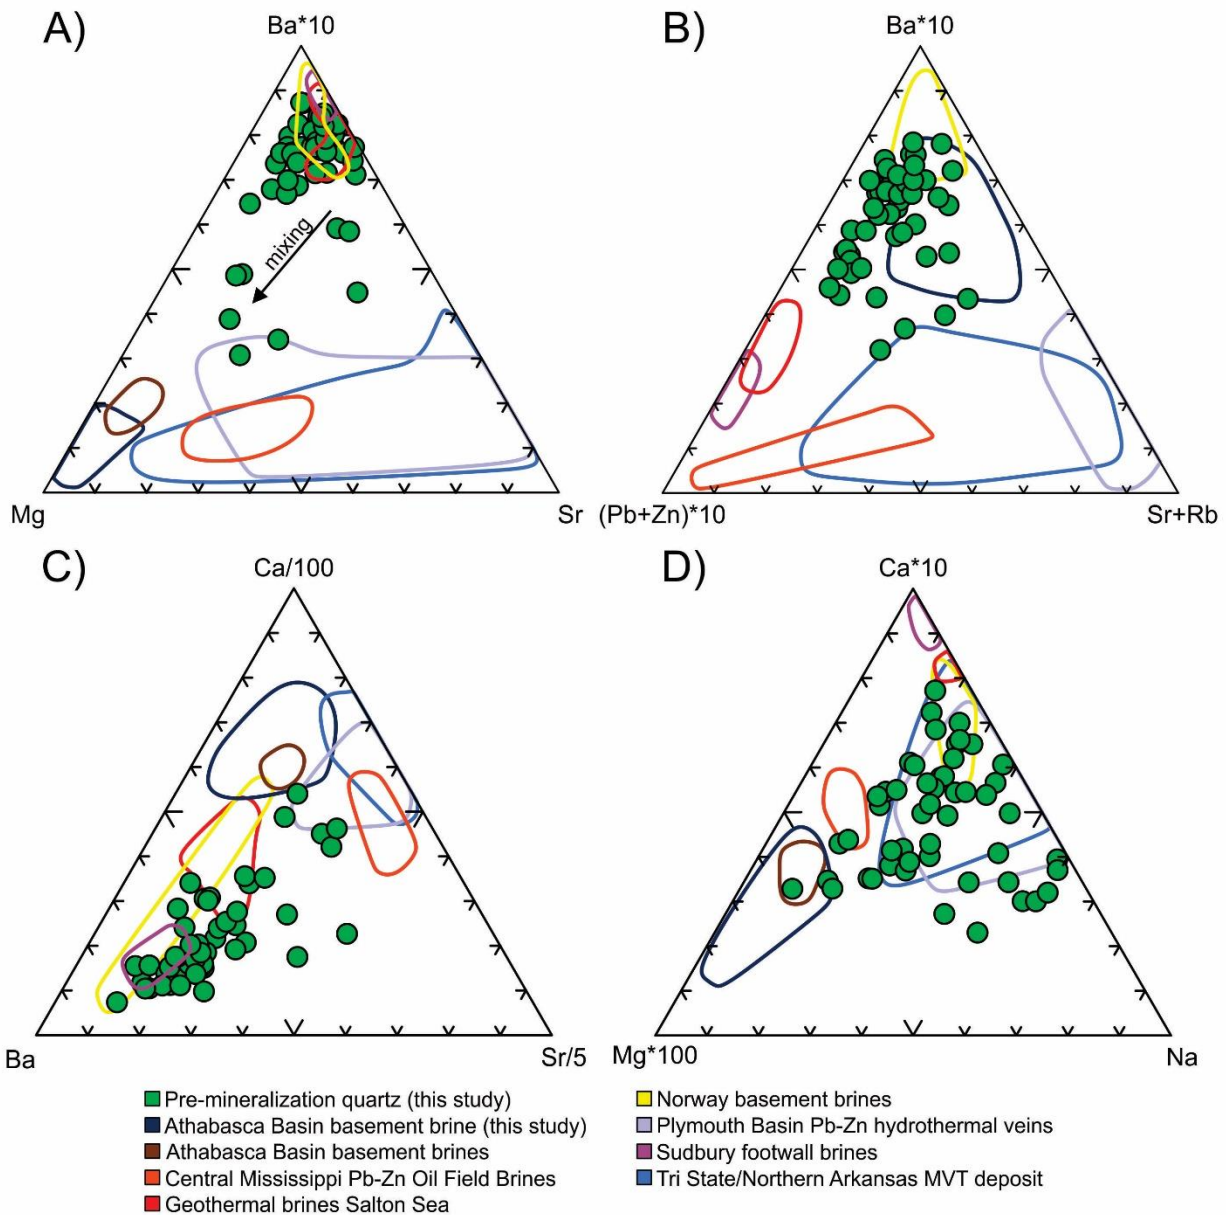 A)
B)
Ba*10
Ba*10
mixing
Mg
Sr
(Pb+Zn)*10
Sr+Rb
C)
D)
Ca/100
Ca*10
Ba
Sr/5
Mg*100
Na
Pre-mineralization quartz (this study)
Athabasca Basin basement brine (this study)
Athabasca Basin basement brines
Central Mississippi Pb-Zn Oil Field Brines
Geothermal brines Salton Sea
Norway basement brines
Plymouth Basin Pb-Zn hydrothermal veins
Sudbury footwall brines
Tri State/Northern Arkansas MVT deposit